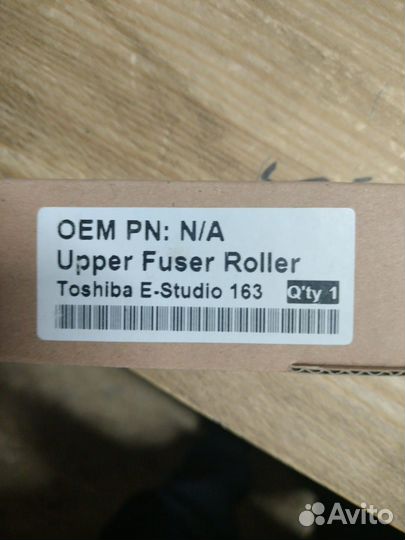 OEM PN: N/A
Upper Fuser Roller
Toshiba E-Studio 163 Q'ty 1
Avito